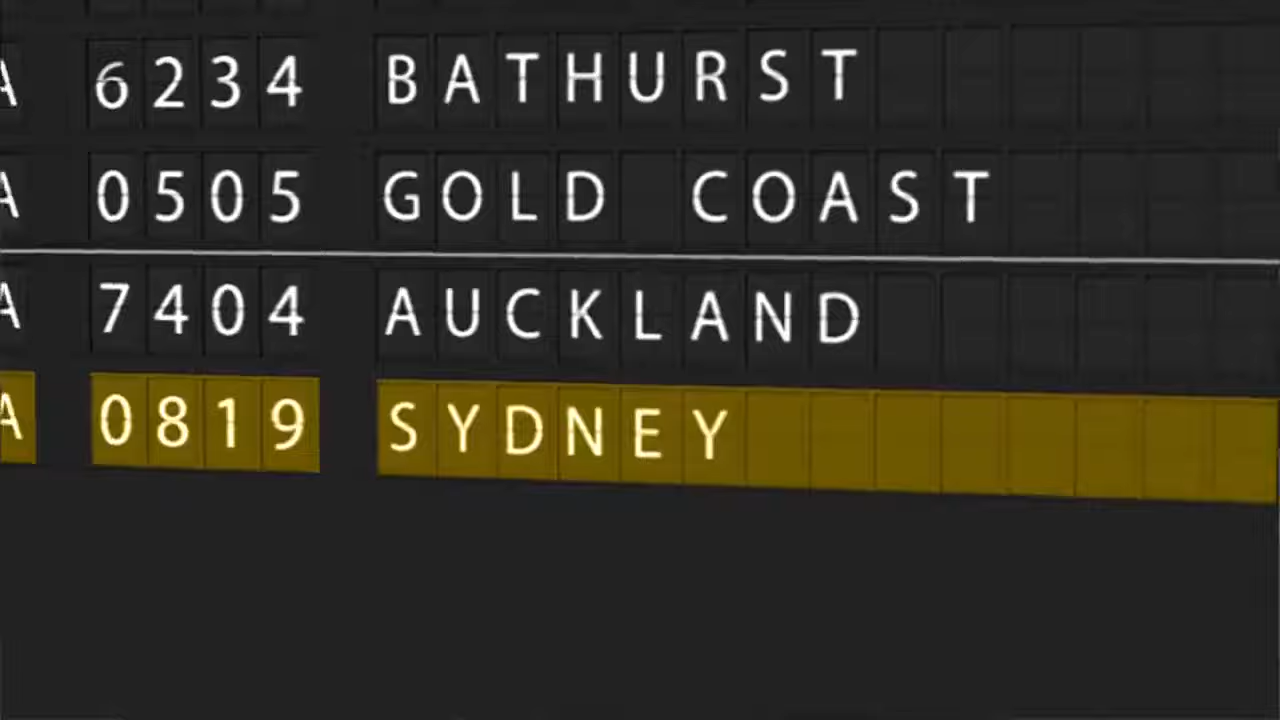 A 6234 BATHURST
A 0505 GOLD COAST
A 7404 AUCKLAND
A 0819 SYDNEY